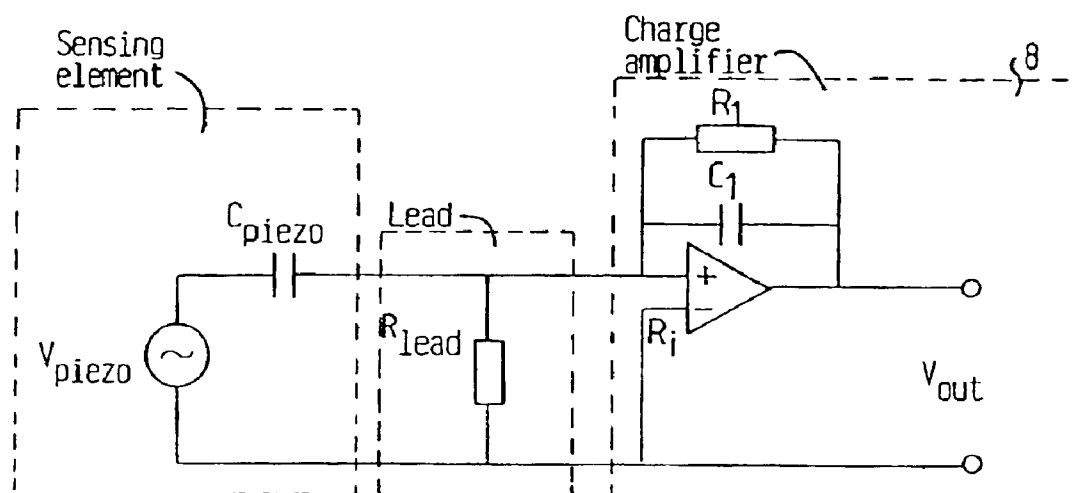 Sensing
element
Charge
amplifier
8
R1
C1
Cpiezo
Lead
+
−
Ri
Rlead
Vpiezo
Vout